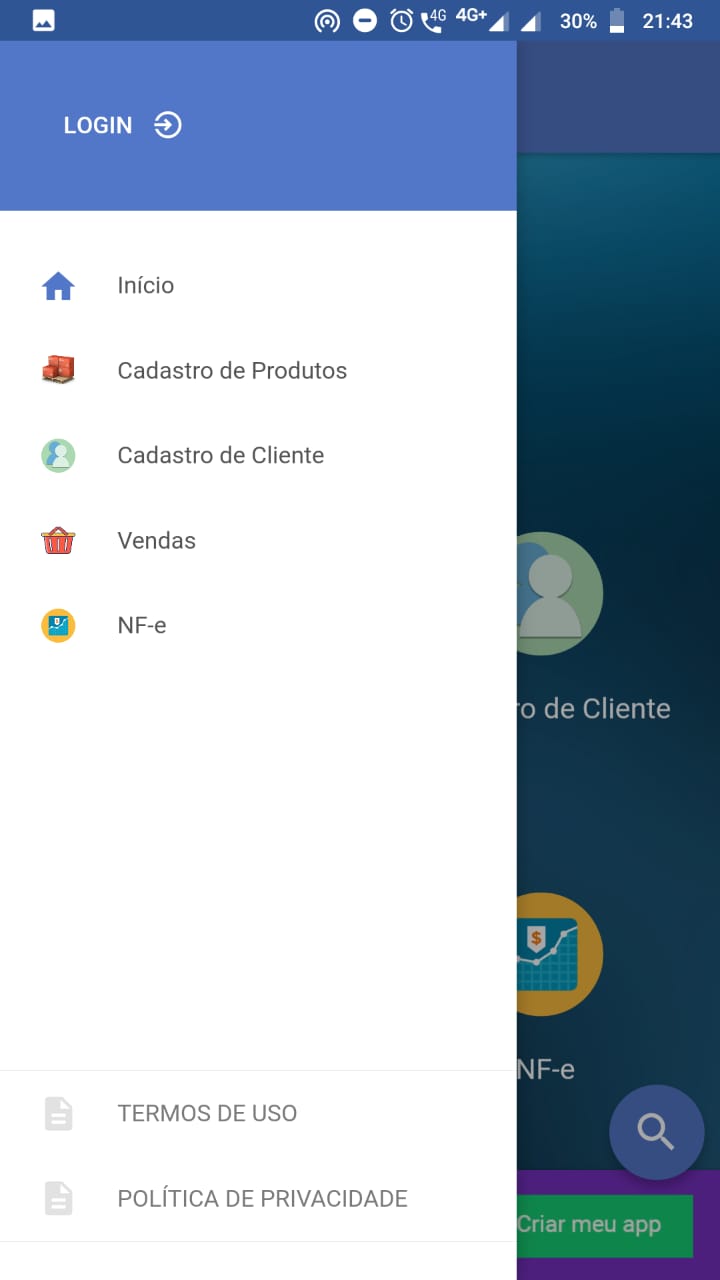 4G 4G+ 30% 21:43
LOGIN
Início
Cadastro de Produtos
Cadastro de Cliente
Vendas
NF-e
ro de Cliente
$
NF-e
TERMOS DE USO
POLÍTICA DE PRIVACIDADE
Criar meu app